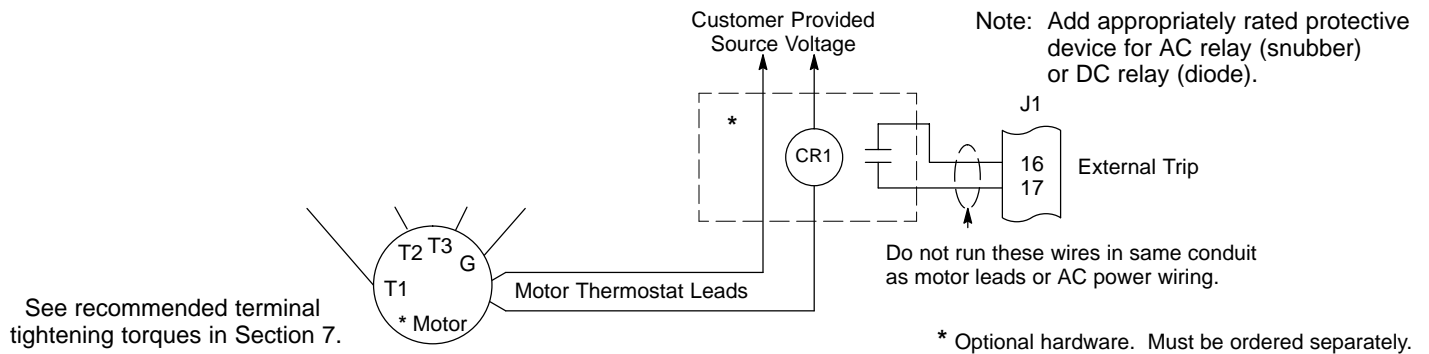 Customer Provided
Source Voltage
Note: Add appropriately rated protective
device for AC relay (snubber)
or DC relay (diode).
J1
*
CR1
16
17
External Trip
Do not run these wires in same conduit
as motor leads or AC power wiring.
T2 T3
G
T1
* Motor
Motor Thermostat Leads
See recommended terminal
tightening torques in Section 7.
* Optional hardware. Must be ordered separately.